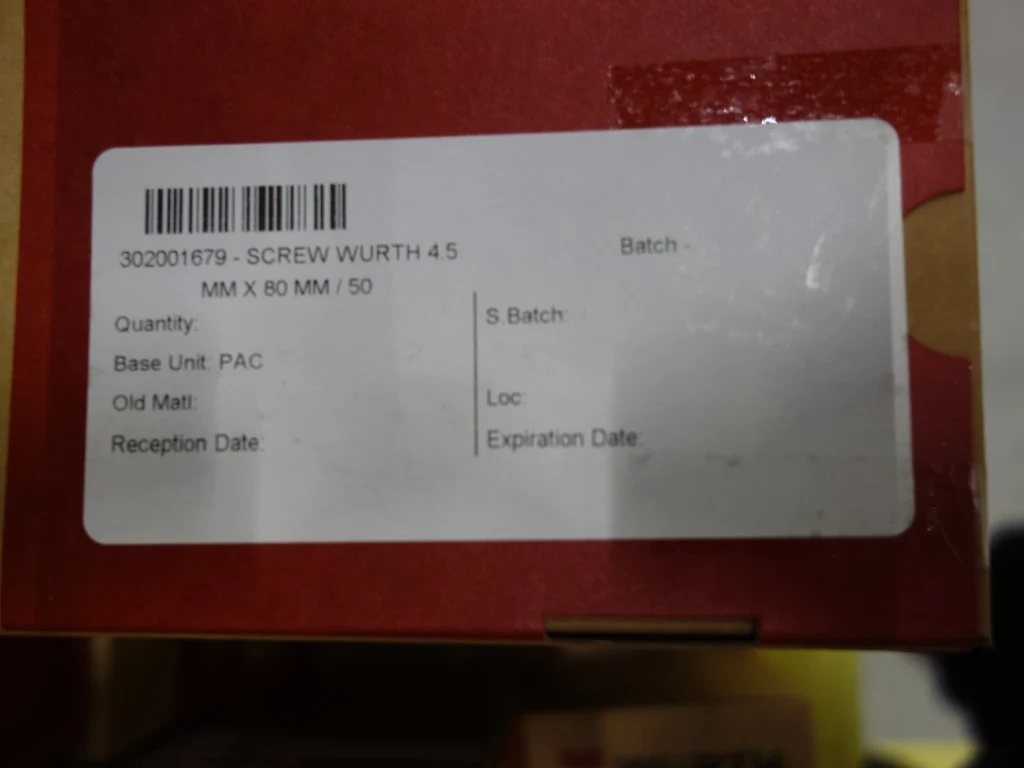 302001679 - SCREW WURTH 4.5
MM X 80 MM / 50
Batch -
Quantity:
Base Unit: PAC
Old Matl:
Reception Date:
S.Batch:
Loc:
Expiration Date: